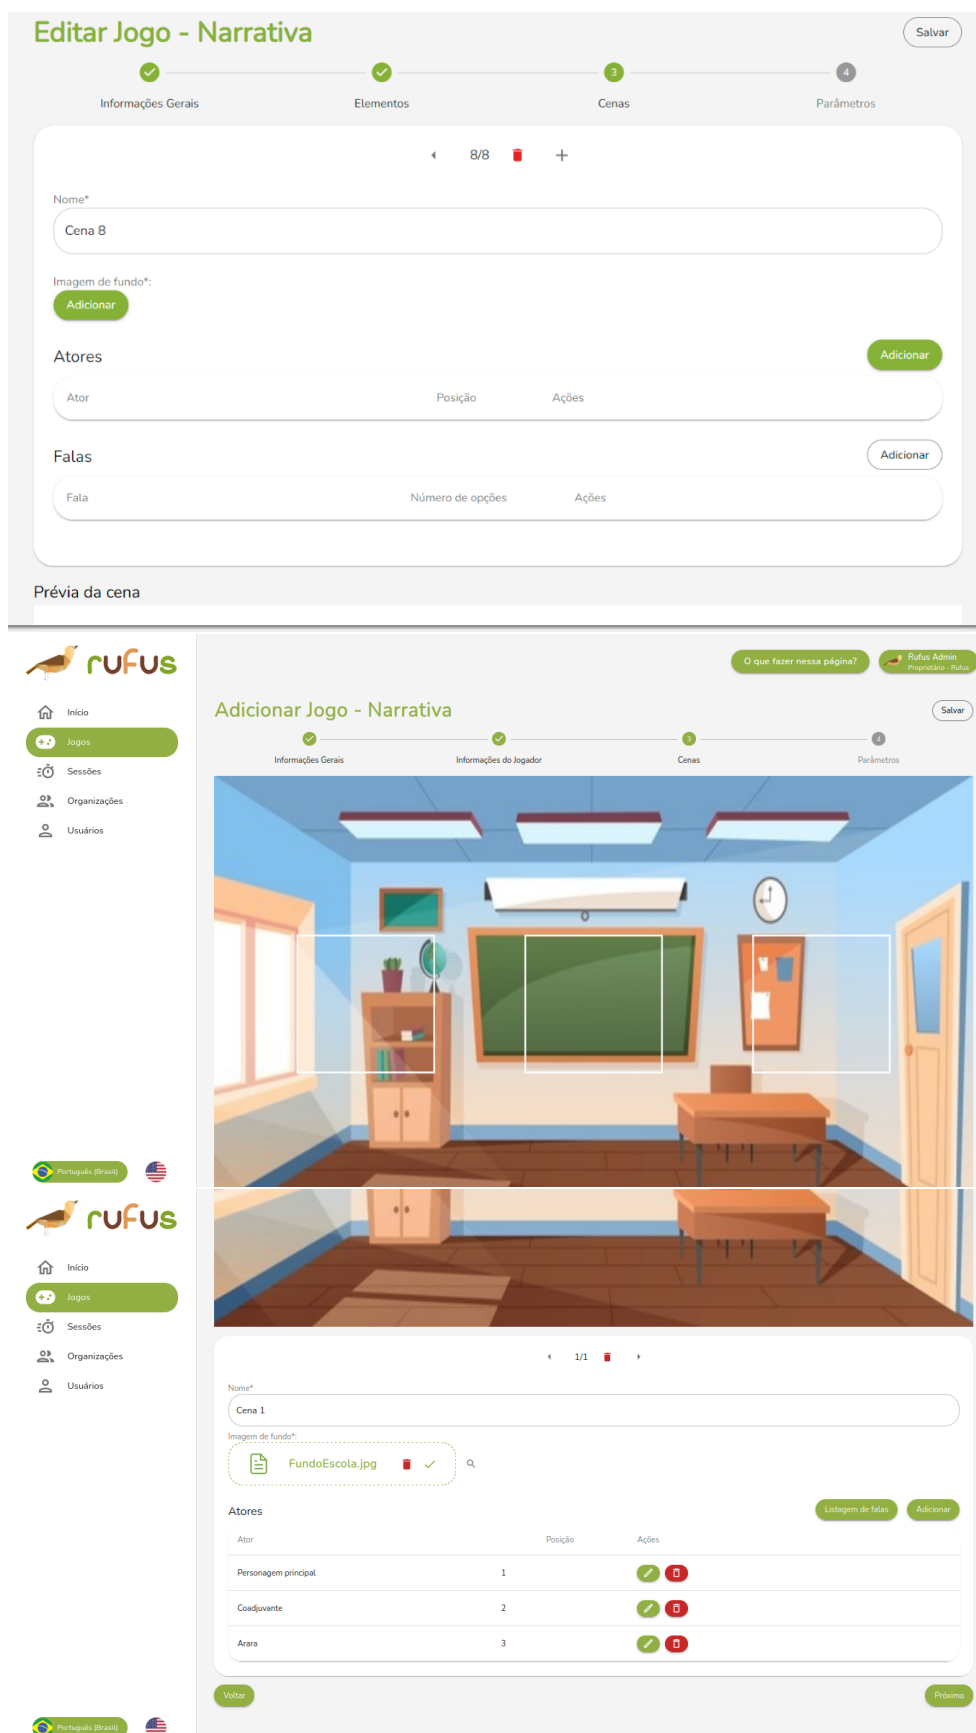 Editar Jogo - Narrativa
Salvar
3
4
Informações Gerais
Elementos
Cenas
Parâmetros
8/8
Nome*
Cena 8
Imagem de fundo*:
Adicionar
Atores
Adicionar
Ator
Posição
Ações
Falas
Adicionar
Fala
Número de opções
Ações
Prévia da cena
rufus
O que fazer nessa página?
Rufus Admin
Proprietário - Rufus
Início
Jogos
Sessões
Organizações
Usuários
Adicionar Jogo - Narrativa
Salvar
3
4
Informações Gerais
Informações do Jogador
Cenas
Parâmetros
Português (Brasil)
rufus
Início
Jogos
Sessões
Organizações
Usuários
1/1
Nome*
Cena 1
Imagem de fundo*:
FundoEscola.jpg
Atores
Listagem de falas
Adicionar
Ator
Posição
Ações
Personagem principal
1
Coadjuvante
2
Arara
3
Voltar
Próximo
Português (Brasil)